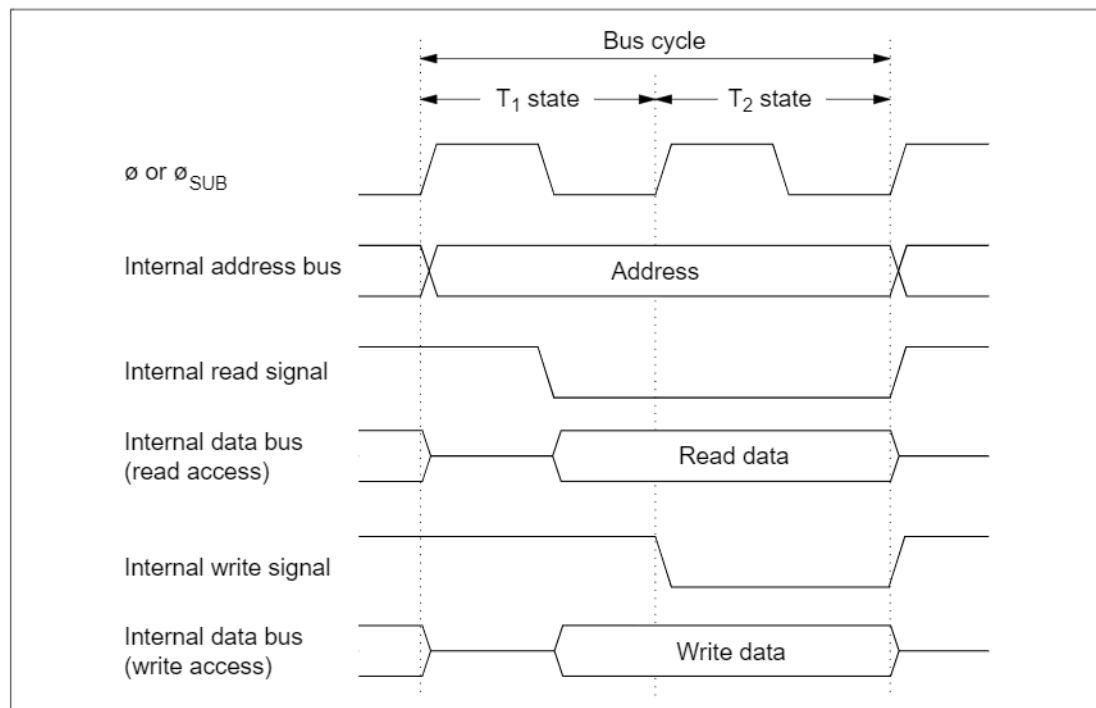 Bus cycle
T₁ state
T₂ state
ø or øSUB
Internal address bus
Address
Internal read signal
Internal data bus
(read access)
Read data
Internal write signal
Internal data bus
(write access)
Write data